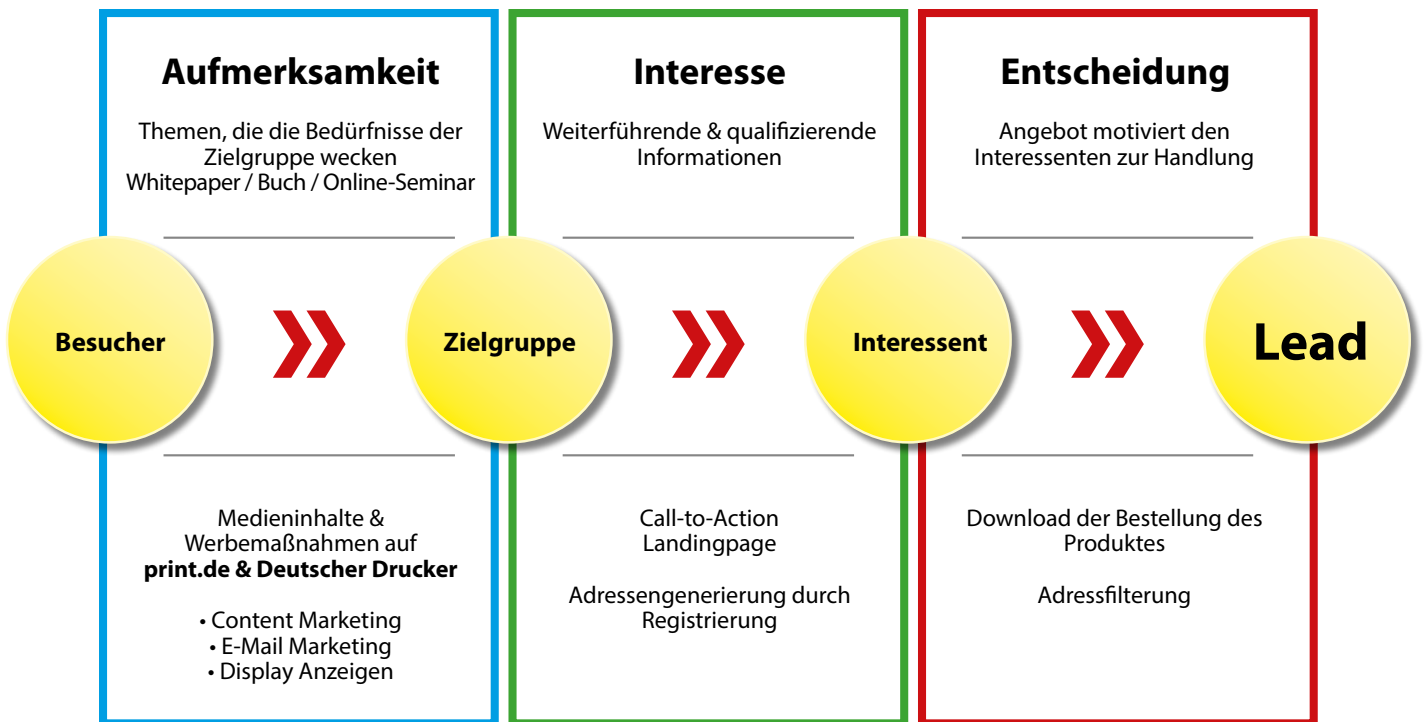 Aufmerksamkeit
Themen, die die Bedürfnisse der
Zielgruppe wecken
Whitepaper / Buch / Online-Seminar
Interesse
Weiterführende & qualifizierende
Informationen
Entscheidung
Angebot motiviert den
Interessenten zur Handlung
Besucher
Zielgruppe
Interessent
Lead
Medieninhalte &
Werbemaßnahmen auf
print.de & Deutscher Drucker
• Content Marketing
• E-Mail Marketing
• Display Anzeigen
Call-to-Action
Landingpage
Adressengenerierung durch
Registrierung
Download der Bestellung des
Produktes
Adressfilterung